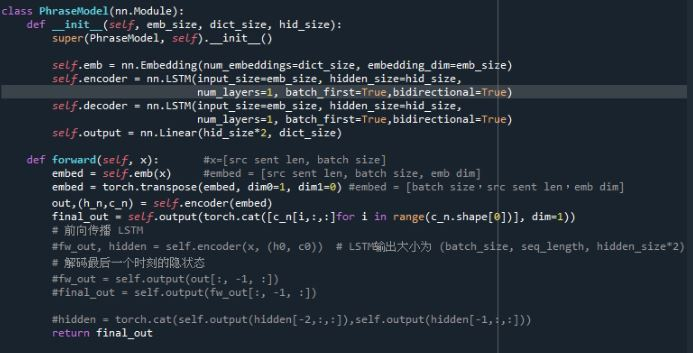 class PhraseModel(nn.Module):
    def __init__(self, emb_size, dict_size, hid_size):
        super(PhraseModel, self).__init__()
        self.emb = nn.Embedding(num_embeddings=dict_size, embedding_dim=emb_size)
        self.encoder = nn.LSTM(input_size=emb_size, hidden_size=hid_size,
                               num_layers=1, batch_first=True,bidirectional=True)
        self.decoder = nn.LSTM(input_size=emb_size, hidden_size=hid_size,
                               num_layers=1, batch_first=True,bidirectional=True)
        self.output = nn.Linear(hid_size*2, dict_size)
    def forward(self, x):      #x=[src sent len, batch size]
        embed = self.emb(x)    #embed = [src sent len, batch size, emb dim]
        embed = torch.transpose(embed, dim0=1, dim1=0) #embed = [batch size，src sent len，emb dim]
        out,(h_n,c_n) = self.encoder(embed)
        final_out = self.output(torch.cat([c_n[i,:,:]for i in range(c_n.shape[0])], dim=1))
        # 前向传播 LSTM
        #fw_out, hidden = self.encoder(x, (h0, c0))  # LSTM输出大小为 (batch_size, seq_length, hidden_size*2)
        # 解码最后一个时刻的隐状态
        #fw_out = self.output(out[:, -1, :])
        #final_out = self.output(fw_out[:, -1, :])
        #hidden = torch.cat(self.output(hidden[-2,:,:]),self.output(hidden[-1,:,:]))
        return final_out